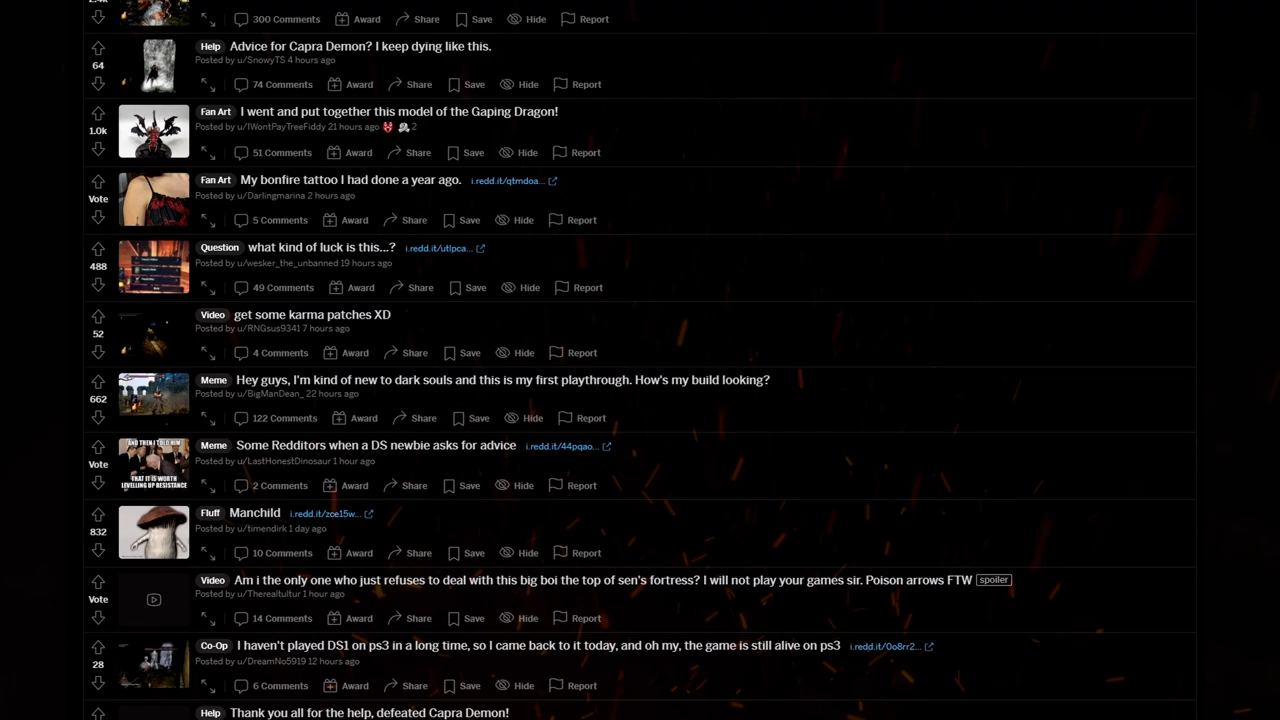 2.4k
300 Comments Award Share Save Hide Report
Help Advice for Capra Demon? I keep dying like this.
Posted by u/SnowyTS 4 hours ago
64
74 Comments Award Share Save Hide Report
Fan Art I went and put together this model of the Gaping Dragon!
Posted by u/IWontPayTreeFiddy 21 hours ago 2
1.0k
51 Comments Award Share Save Hide Report
Fan Art My bonfire tattoo I had done a year ago. i.redd.it/qtmdoa...
Posted by u/Darlingmarina 2 hours ago
Vote
5 Comments Award Share Save Hide Report
Question what kind of luck is this...? i.redd.it/utlpca...
Posted by u/wesker_the_unbanned 19 hours ago
488
49 Comments Award Share Save Hide Report
Video get some karma patches XD
Posted by u/RNGsus9341 7 hours ago
52
4 Comments Award Share Save Hide Report
Meme Hey guys, I'm kind of new to dark souls and this is my first playthrough. How's my build looking?
Posted by u/BigManDean_ 22 hours ago
662
122 Comments Award Share Save Hide Report
Meme Some Redditors when a DS newbie asks for advice i.redd.it/44pqao...
AND THEN I TOLD HIM
Posted by u/LastHonestDinosaur 1 hour ago
Vote
THAT IT IS WORTH
LEVELLING UP RESISTANCE
2 Comments Award Share Save Hide Report
Fluff Manchild i.redd.it/zce15w...
Posted by u/timendirk 1 day ago
832
10 Comments Award Share Save Hide Report
Video Am i the only one who just refuses to deal with this big boi the top of sen's fortress? I will not play your games sir. Poison arrows FTW spoiler
Posted by u/Therealtultur 1 hour ago
Vote
14 Comments Award Share Save Hide Report
Co-Op I haven't played DS1 on ps3 in a long time, so I came back to it today, and oh my, the game is still alive on ps3 i.redd.it/0o8rr2...
Posted by u/DreamNo5919 12 hours ago
28
6 Comments Award Share Save Hide Report
Help Thank you all for the help, defeated Capra Demon!